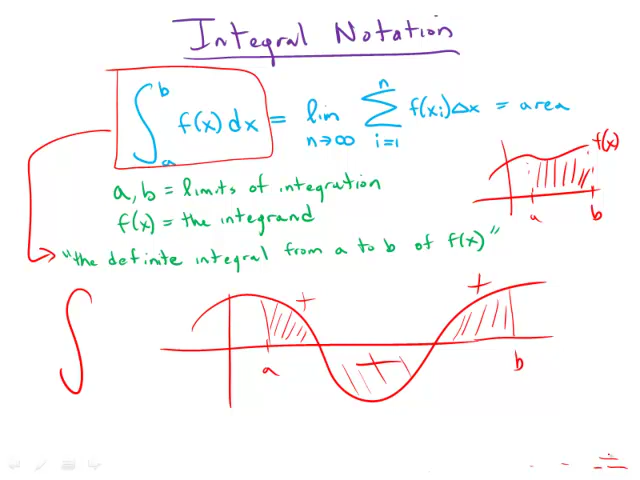 Integral Notation
∫_a^b f(x) dx = lim_{n→∞} ∑_{i=1}^{n} f(x_i) Δx = area
f(x)
a b
a, b = limits of integration
f(x) = the integrand
"the definite integral from a to b of f(x)"
∫
+ + +
a b